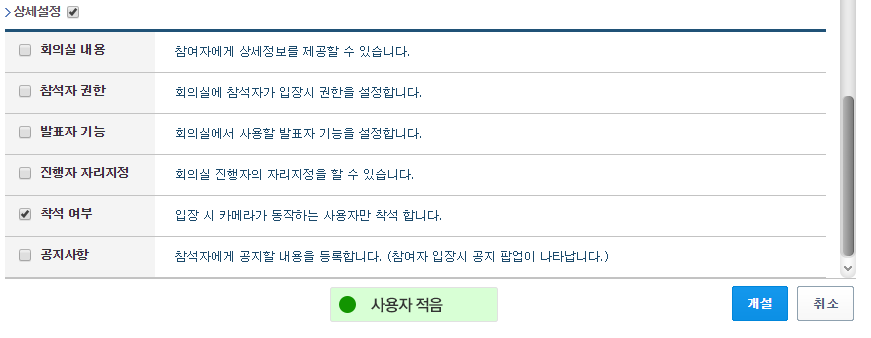 상세설정
회의실 내용 참여자에게 상세정보를 제공할 수 있습니다.
참석자 권한 회의실에 참석자가 입장시 권한을 설정합니다.
발표자 기능 회의실에서 사용할 발표자 기능을 설정합니다.
진행자 자리지정 회의실 진행자의 자리지정을 할 수 있습니다.
착석 여부 입장 시 카메라가 동작하는 사용자만 착석 합니다.
공지사항 참석자에게 공지할 내용을 등록합니다. (참여자 입장시 공지 팝업이 나타납니다.)
사용자 적음 개설 취소